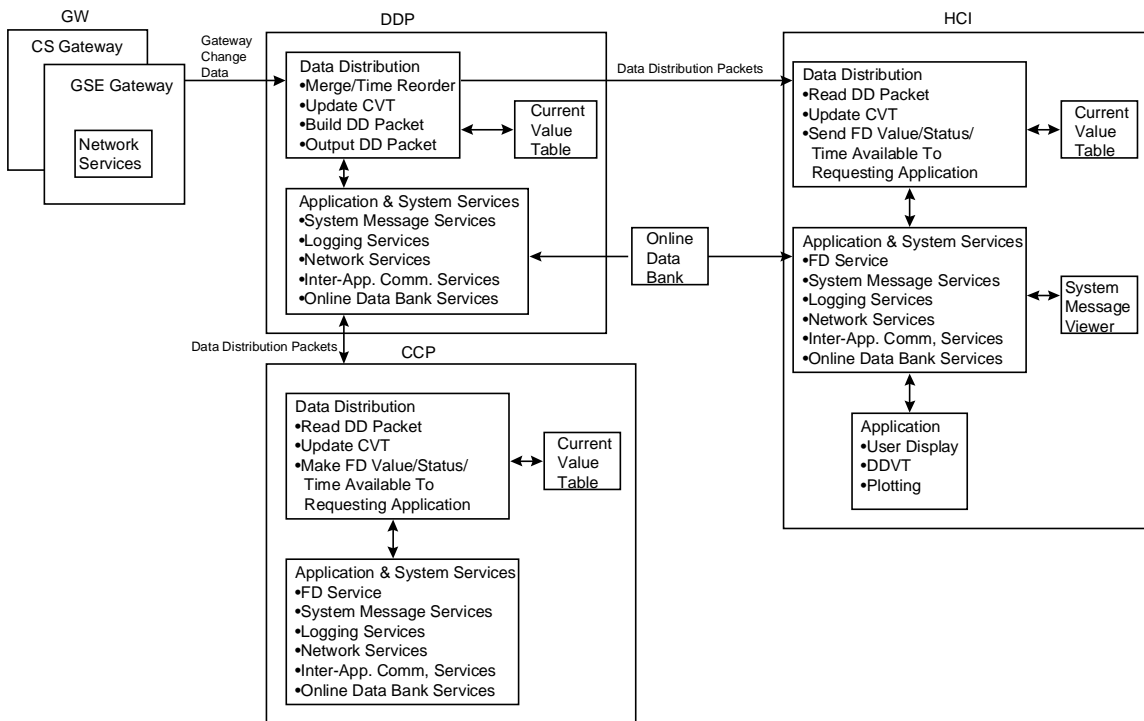 GW
CS Gateway
GSE Gateway
Network
Services
Gateway
Change
Data
DDP
Data Distribution
•Merge/Time Reorder
•Update CVT
•Build DD Packet
•Output DD Packet
Current
Value
Table
Application & System Services
•System Message Services
•Logging Services
•Network Services
•Inter-App. Comm. Services
•Online Data Bank Services
Data Distribution Packets
Online
Data
Bank
HCI
Data Distribution
•Read DD Packet
•Update CVT
•Send FD Value/Status/
Time Available To
Requesting Application
Current
Value
Table
Application & System Services
•FD Service
•System Message Services
•Logging Services
•Network Services
•Inter-App. Comm, Services
•Online Data Bank Services
System
Message
Viewer
Application
•User Display
•DDVT
•Plotting
Data Distribution Packets
CCP
Data Distribution
•Read DD Packet
•Update CVT
•Make FD Value/Status/
Time Available To
Requesting Application
Current
Value
Table
Application & System Services
•FD Service
•System Message Services
•Logging Services
•Network Services
•Inter-App. Comm, Services
•Online Data Bank Services